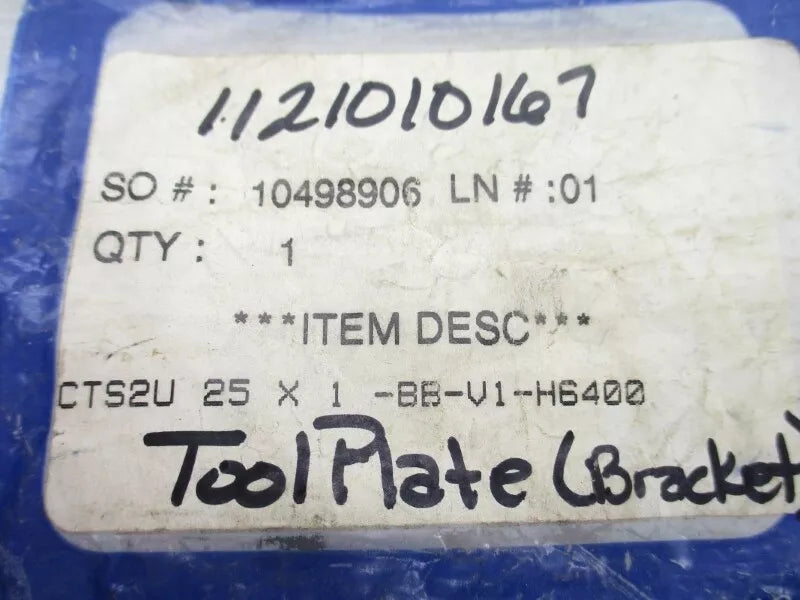 1121010167
SO #: 10498906 LN #:01
QTY: 1
***ITEM DESC***
CTS2U 25 X 1 -BB-V1-H6400
Tool Plate (Bracket)